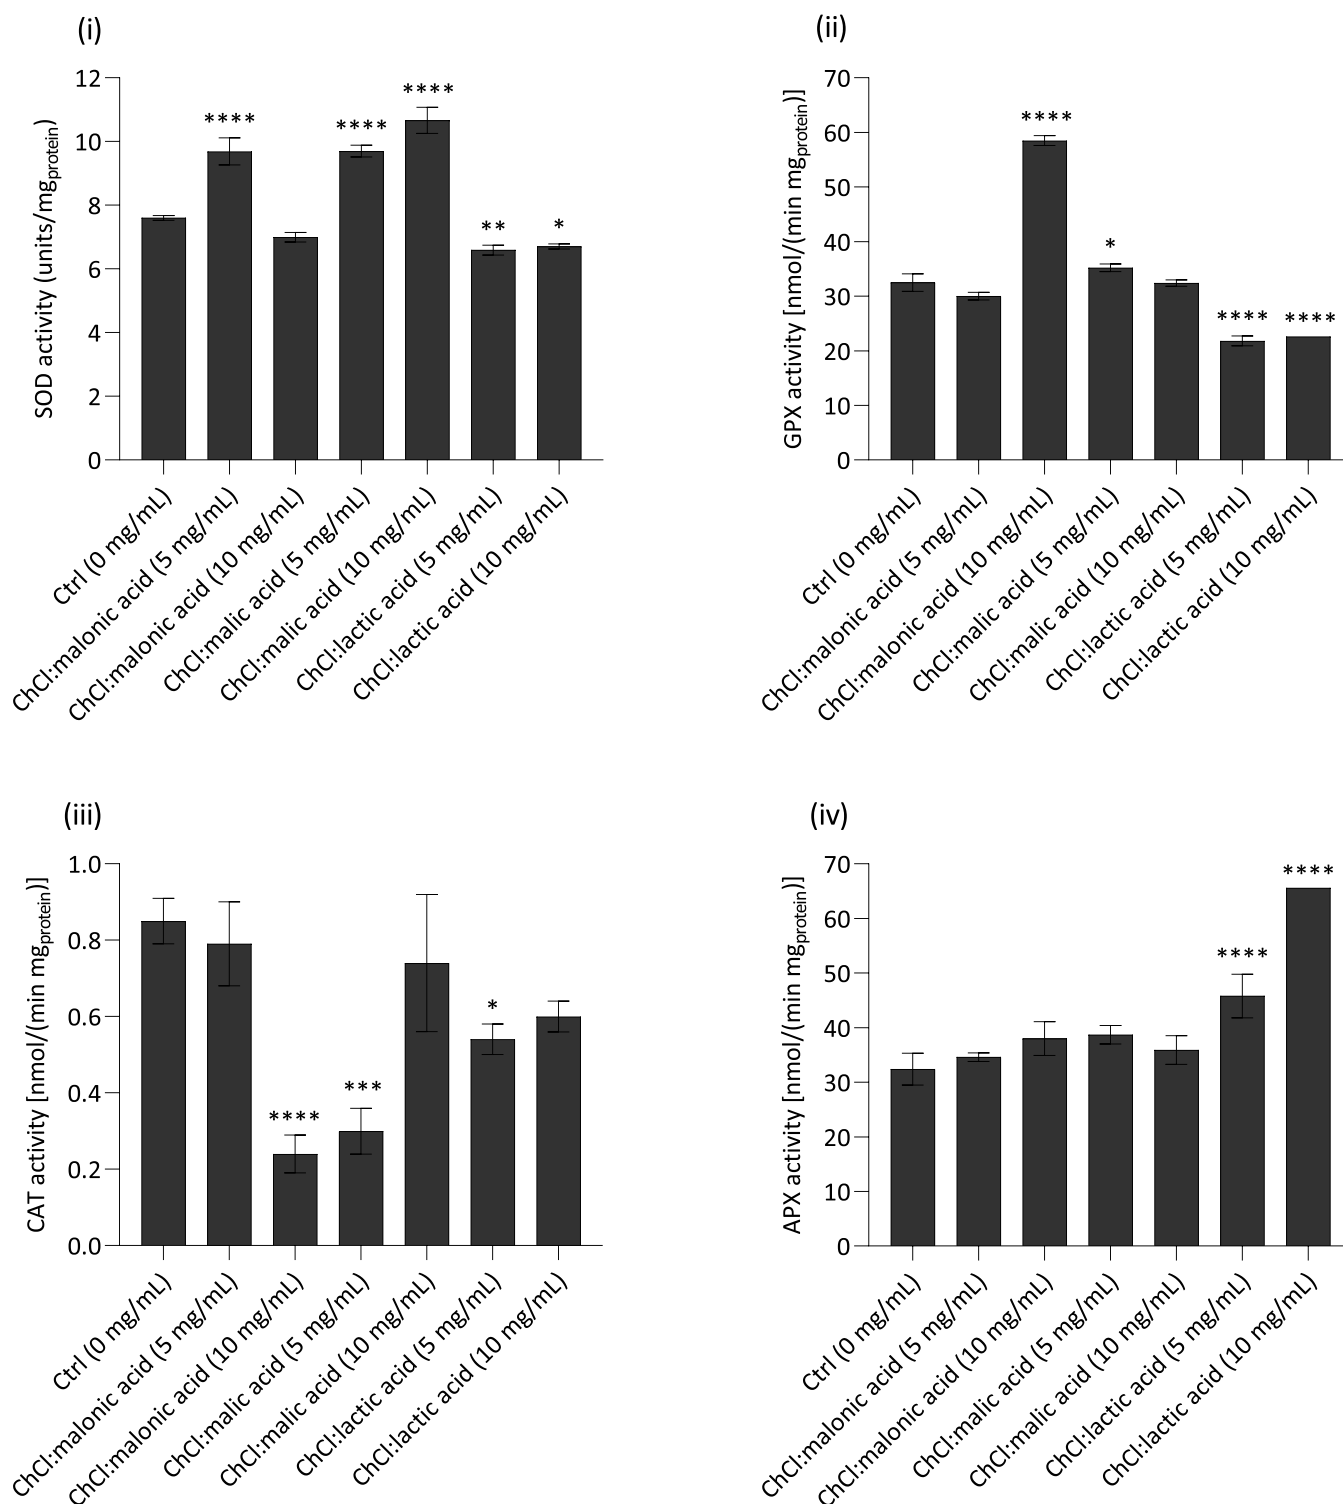 (i)
SOD activity (units/mgprotein)
12
10
8
6
4
2
0
****
****
****
**
*
Ctrl (0 mg/mL)
ChCl:malonic acid (5 mg/mL)
ChCl:malonic acid (10 mg/mL)
ChCl:malic acid (5 mg/mL)
ChCl:malic acid (10 mg/mL)
ChCl:lactic acid (5 mg/mL)
ChCl:lactic acid (10 mg/mL)
(ii)
GPX activity [nmol/(min mgprotein)]
70
60
50
40
30
20
10
0
****
*
****
****
Ctrl (0 mg/mL)
ChCl:malonic acid (5 mg/mL)
ChCl:malonic acid (10 mg/mL)
ChCl:malic acid (5 mg/mL)
ChCl:malic acid (10 mg/mL)
ChCl:lactic acid (5 mg/mL)
ChCl:lactic acid (10 mg/mL)
(iii)
CAT activity [nmol/(min mgprotein)]
1.0
0.8
0.6
0.4
0.2
0.0
****
***
*
Ctrl (0 mg/mL)
ChCl:malonic acid (5 mg/mL)
ChCl:malonic acid (10 mg/mL)
ChCl:malic acid (5 mg/mL)
ChCl:malic acid (10 mg/mL)
ChCl:lactic acid (5 mg/mL)
ChCl:lactic acid (10 mg/mL)
(iv)
APX activity [nmol/(min mgprotein)]
70
60
50
40
30
20
10
0
****
****
Ctrl (0 mg/mL)
ChCl:malonic acid (5 mg/mL)
ChCl:malonic acid (10 mg/mL)
ChCl:malic acid (5 mg/mL)
ChCl:malic acid (10 mg/mL)
ChCl:lactic acid (5 mg/mL)
ChCl:lactic acid (10 mg/mL)